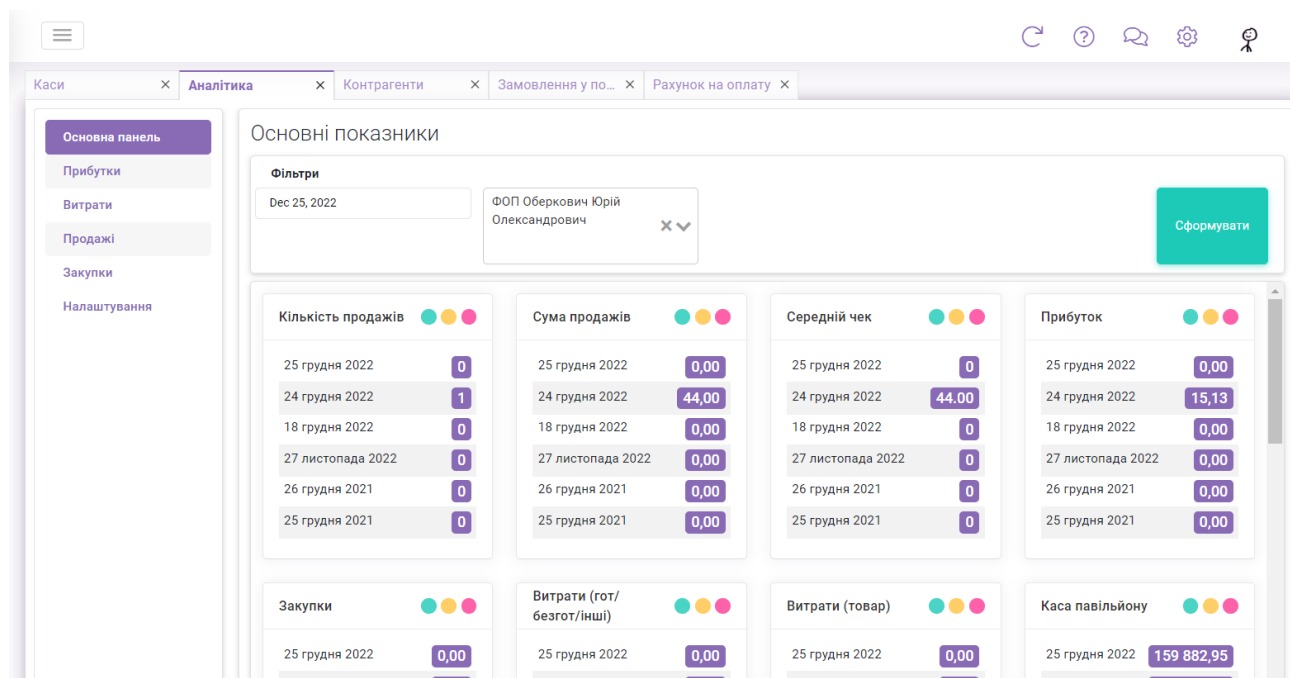 Каси
Аналітика
Контрагенти
Замовлення у по...
Рахунок на оплату
Основна панель
Прибутки
Витрати
Продажі
Закупки
Налаштування
Основні показники
Фільтри
Dec 25, 2022
ФОП Оберкович Юрій
Олександрович
Сформувати
Кількість продажів
25 грудня 2022 0
24 грудня 2022 1
18 грудня 2022 0
27 листопада 2022 0
26 грудня 2021 0
25 грудня 2021 0
Сума продажів
25 грудня 2022 0,00
24 грудня 2022 44,00
18 грудня 2022 0,00
27 листопада 2022 0,00
26 грудня 2021 0,00
25 грудня 2021 0,00
Середній чек
25 грудня 2022 0
24 грудня 2022 44.00
18 грудня 2022 0
27 листопада 2022 0
26 грудня 2021 0
25 грудня 2021 0
Прибуток
25 грудня 2022 0,00
24 грудня 2022 15,13
18 грудня 2022 0,00
27 листопада 2022 0,00
26 грудня 2021 0,00
25 грудня 2021 0,00
Закупки
25 грудня 2022 0,00
Витрати (гот/
безгот/інші)
25 грудня 2022 0,00
Витрати (товар)
25 грудня 2022 0,00
Каса павільйону
25 грудня 2022 159 882,95